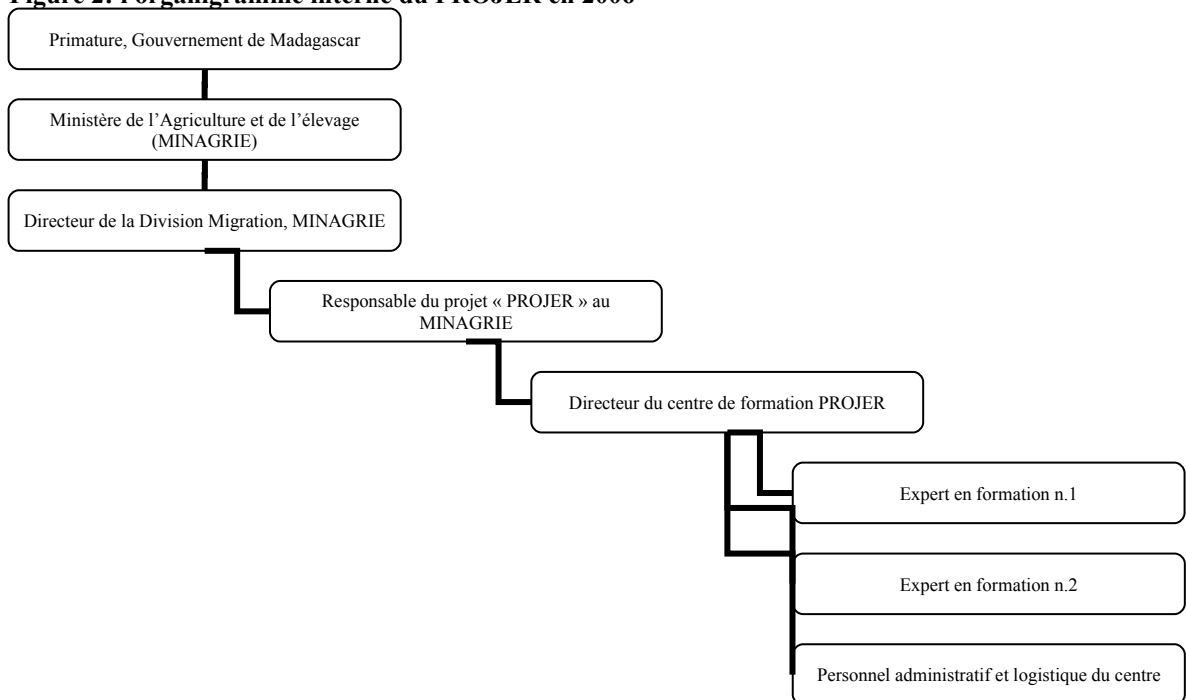 Figure 2: l'organigramme interne du PROJER en 2006
Primature, Gouvernement de Madagascar
Ministère de l'Agriculture et de l'élevage
(MINAGRIE)
Directeur de la Division Migration, MINAGRIE
Responsable du projet « PROJER » au
MINAGRIE
Directeur du centre de formation PROJER
Expert en formation n.1
Expert en formation n.2
Personnel administratif et logistique du centre